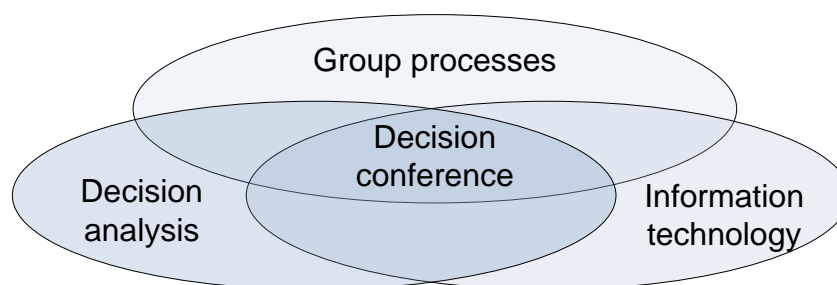 Group processes
Decision
conference
Decision
analysis
Information
technology